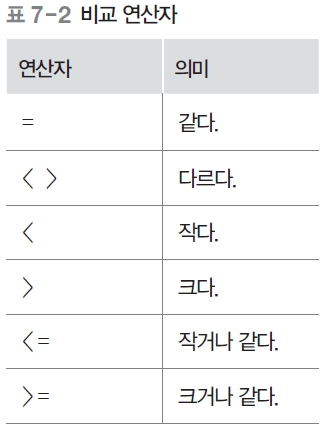 표 7-2 비교 연산자
연산자 의미
= 같다.
< > 다르다.
< 작다.
> 크다.
<= 작거나 같다.
>= 크거나 같다.